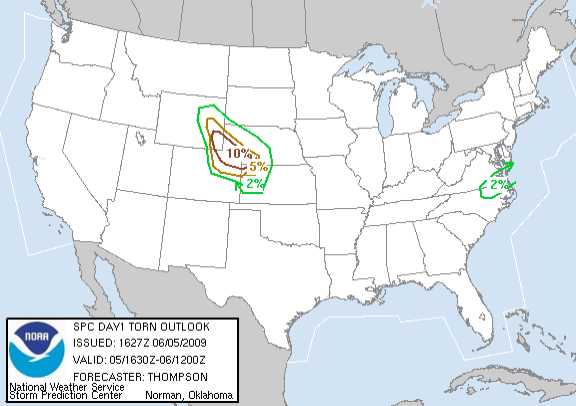 10%
5%
2%
2%
NOAA
SPC DAY1 TORN OUTLOOK
ISSUED: 1627Z 06/05/2009
VALID: 05/1630Z-06/1200Z
FORECASTER: THOMPSON
National Weather Service
Storm Prediction Center Norman, Oklahoma